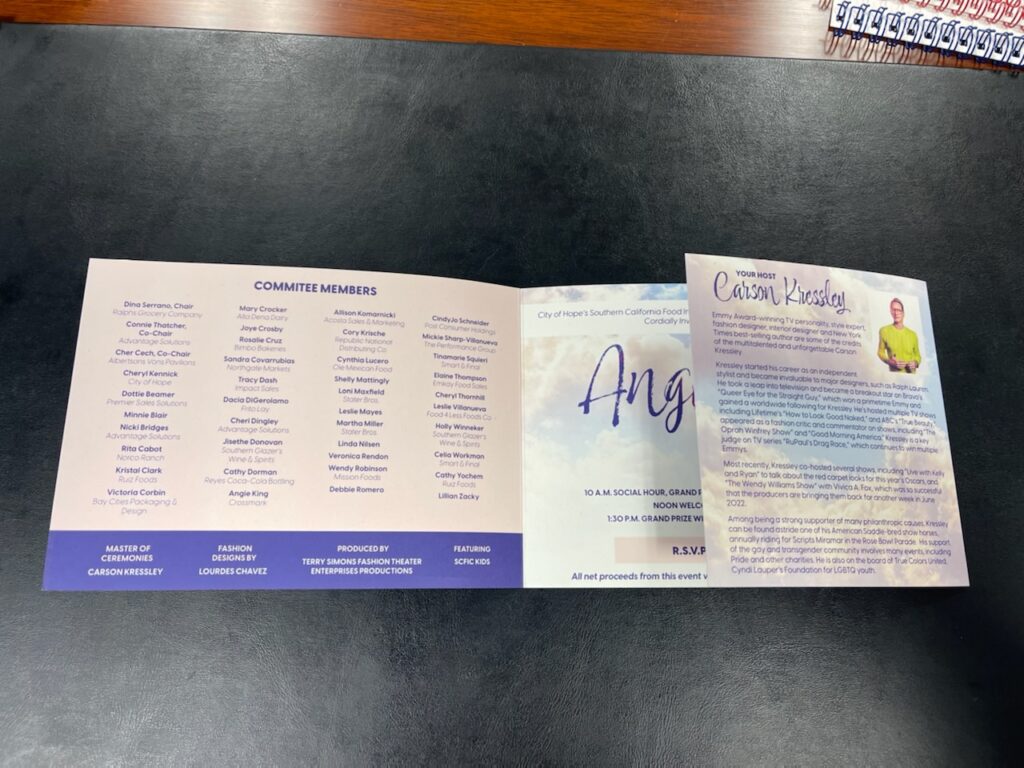 COMMITEE MEMBERS
Dina Serrano, Chair
Ralphs Grocery Company
Connie Thatcher,
Co-Chair
Advantage Solutions
Cher Cech, Co-Chair
Albertsons Vons Pavilions
Cheryl Kennick
City of Hope
Dottie Beamer
Premier Sales Solutions
Minnie Blair
Nicki Bridges
Advantage Solutions
Rita Cabot
Norco Ranch
Kristal Clark
Ruiz Foods
Victoria Corbin
Bay Cities Packaging &
Design
Mary Crocker
Alta Dena Dairy
Joye Crosby
Rosalie Cruz
Bimbo Bakeries
Sandra Covarrubias
Northgate Markets
Tracy Dash
Impact Sales
Dacia DiGerolamo
Frito Lay
Cheri Dingley
Advantage Solutions
Jisethe Donovan
Southern Glazer's
Wine & Spirits
Cathy Dorman
Reyes Coca-Cola Bottling
Angie King
Crossmark
Allison Komarnicki
Acosta Sales & Marketing
Cory Krische
Republic National
Distributing Co
Cynthia Lucero
Ole Mexican Food
Shelly Mattingly
Loni Maxfield
Stater Bros.
Leslie Mayes
Martha Miller
Stater Bros.
Linda Nilsen
Veronica Rendon
Mission Foods
Wendy Robinson
Debbie Romero
CindyJo Schneider
Post Consumer Holdings
Mickie Sharp-Villanueva
The Performance Group
Tinamarie Squieri
Smart & Final
Elaine Thompson
Emkay Food Sales
Cheryl Thornhill
Leslie Villanueva
Food 4 Less Foods Co
Holly Winneker
Southern Glazer's
Wine & Spirits
Celia Workman
Smart & Final
Cathy Yochem
Ruiz Foods
Lillian Zacky
MASTER OF
CEREMONIES
CARSON KRESSLEY
FASHION
DESIGNS BY
LOURDES CHAVEZ
PRODUCED BY
TERRY SIMONS FASHION THEATER
ENTERPRISES PRODUCTIONS
FEATURING
SCFIC KIDS
City of Hope's Southern California Food In
Cordially Inv
Ang
10 A.M. SOCIAL HOUR, GRAND P
NOON WELCO
1:30 P.M. GRAND PRIZE WI
R.S.V.P
All net proceeds from this event
YOUR HOST
Carson Kressley
Emmy Award-winning TV personality, style expert,
fashion designer, interior designer and New York
Times best-selling author are some of the credits
of the multitalented and unforgettable Carson
Kressley
Kressley started his career as an independent
stylist and became invaluable to major designers, such as Ralph Lauren.
He took a leap into television and became a breakout star on Bravo's
"Queer Eye for the Straight Guy," which won a primetime Emmy and
gained a worldwide following for Kressley. He's hosted multiple TV shows
including Lifetime's "How to Look Good Naked," and ABC's "True Beauty,"
appeared as a fashion critic and commentator on shows, including "The
Oprah Winfrey Show" and "Good Morning America," Kressley is a key
judge on TV series "RuPaul's Drag Race," which continues to win multiple
Emmys.
Most recently, Kressley co-hosted several shows, including "Live with Kelly
and Ryan" to talk about the red carpet looks for this year's Oscars, and
"The Wendy Williams Show" with Vivica A. Fox, which was so successful
that the producers are bringing them back for another week in June
2022.
Among being a strong supporter of many philanthropic causes, Kressley
can be found astride one of his American Saddle-bred show horses,
annually riding for Scripts Miramar in the Rose Bowl Parade. His support
of the gay and transgender community involves many events, including
Pride and other charities. He is also on the board of True Colors United,
Cyndi Lauper's Foundation for LGBTQ youth.